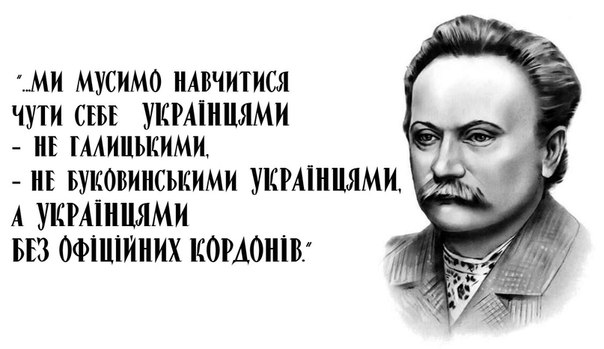 "...МИ МУСИМО НАВЧИТИСЯ
ЧУТИ СЕБЕ УКРАЇНЦЯМИ
- НЕ ГАЛИЦЬКИМИ,
- НЕ БУКОВИНСЬКИМИ УКРАЇНЦЯМИ,
А УКРАЇНЦЯМИ
БЕЗ ОФІЦІЙНИХ КОРДОНІВ."